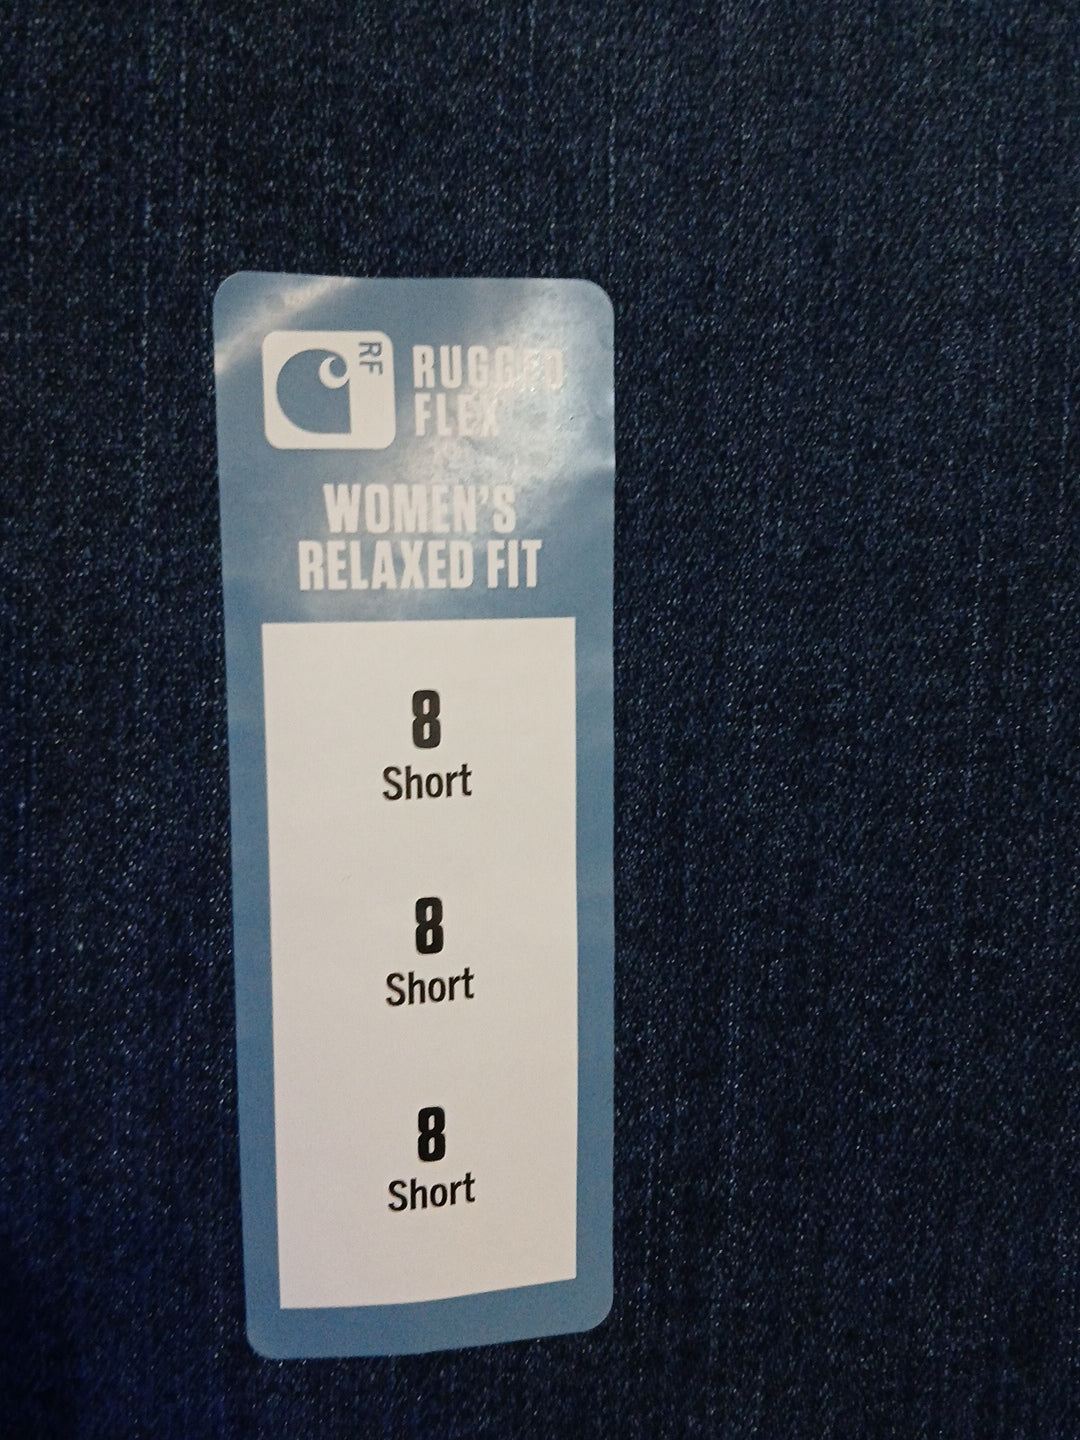 RF
RUGGED
FLEX
WOMEN'S
RELAXED FIT
8
Short
8
Short
8
Short